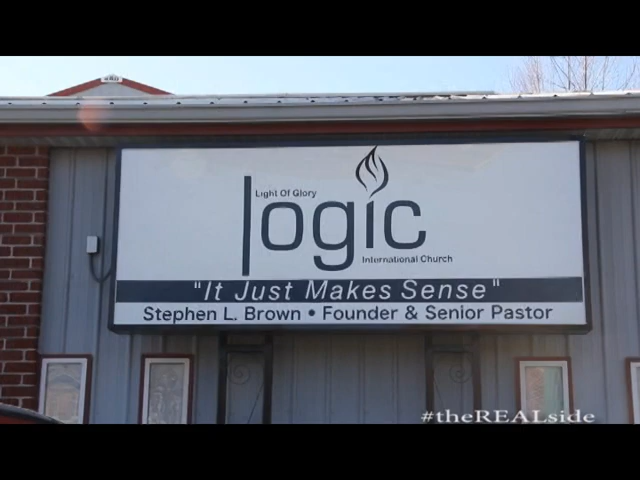 Light Of Glory
logic
International Church
"It Just Makes Sense"
Stephen L. Brown • Founder & Senior Pastor
#theREALside